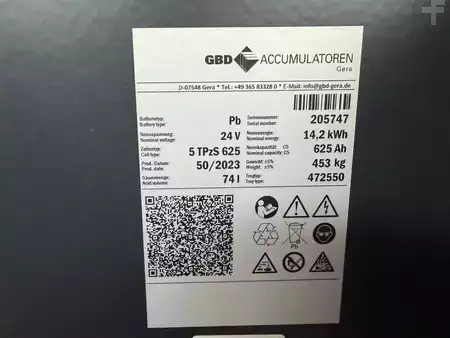 GBD ACCUMULATOREN
Gera
D-07548 Gera * Tel.: +49 365 83328 0 * E-Mail: info@gbd-gera.de
Batterietyp: Pb Seriennummer: 205747
Battery type: Serial number:
Nennspannung: 24 V Nennenergie: 14,2 kWh
Nominal voltage: Nominal energy:
Zellentyp: 5 TPzS 625 Nennkapazität: C5 625 Ah
Cell type: Nominal capacity: C5
Prod. Datum: 50/2023 Gewicht: ±5% 453 kg
Prod. date: Weight: ±5%
Säuremenge: 74 l Trogtyp: 472550
Acid volume: Tray type:
Pb
F